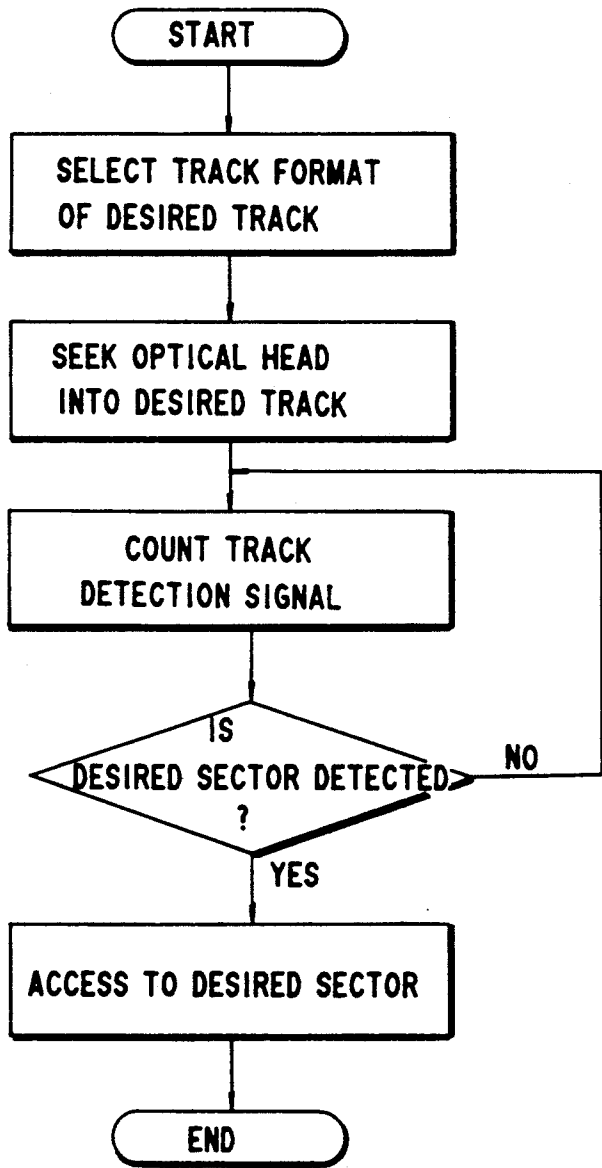 START
SELECT TRACK FORMAT
OF DESIRED TRACK
SEEK OPTICAL HEAD
INTO DESIRED TRACK
COUNT TRACK
DETECTION SIGNAL
IS
DESIRED SECTOR DETECTED
?
NO
YES
ACCESS TO DESIRED SECTOR
END